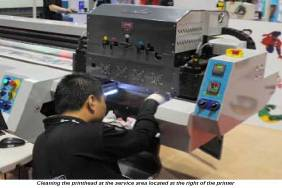 Cleaning the printhead at the service area located at the right of the printer